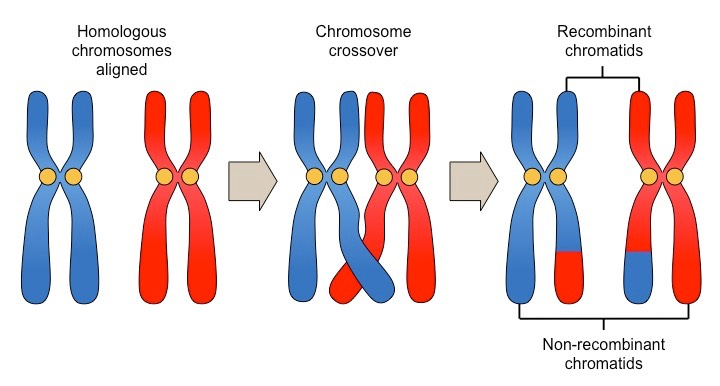 Homologous
chromosomes
aligned
Chromosome
crossover
Recombinant
chromatids
Non-recombinant
chromatids